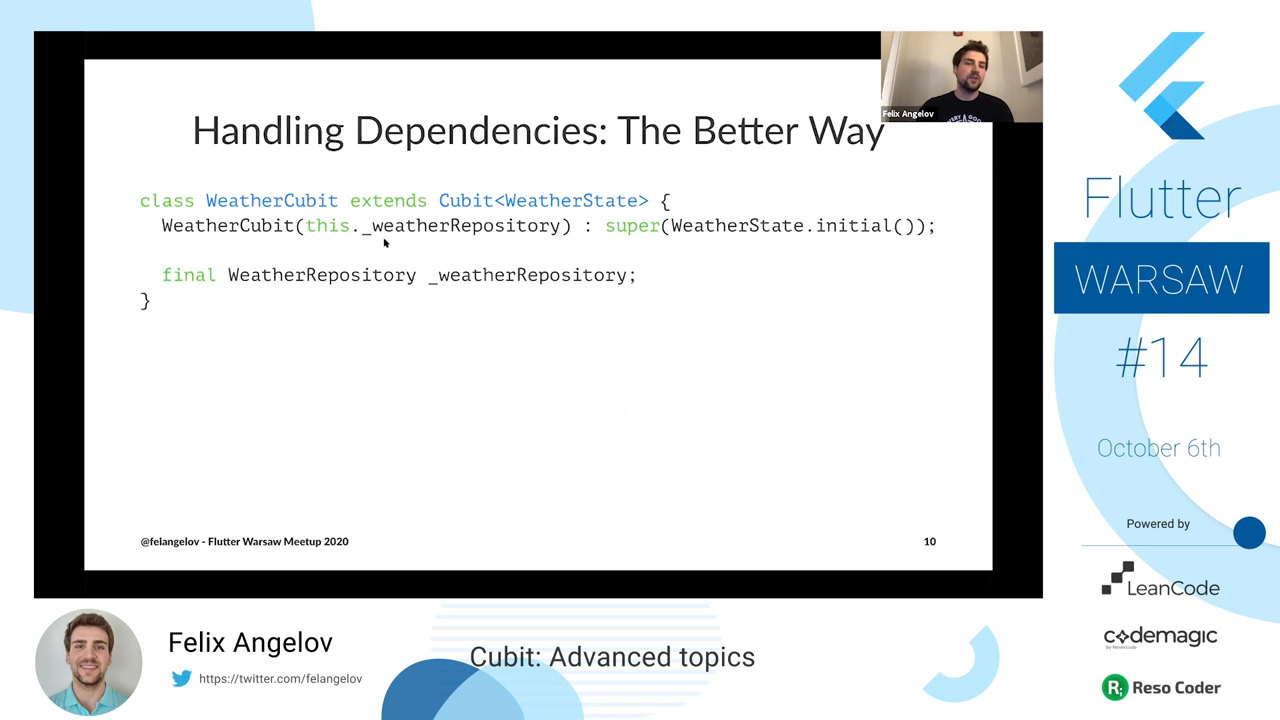 Handling Dependencies: The Better Way
Felix Angelov
class WeatherCubit extends Cubit<WeatherState> {
WeatherCubit(this._weatherRepository) : super(WeatherState.initial());
final WeatherRepository _weatherRepository;
}
@felangelov - Flutter Warsaw Meetup 2020
10
Flutter
WARSAW
#14
October 6th
Powered by
LeanCode
codemagic
by Nevercode
R;
Reso Coder
Felix Angelov
https://twitter.com/felangelov
Cubit: Advanced topics